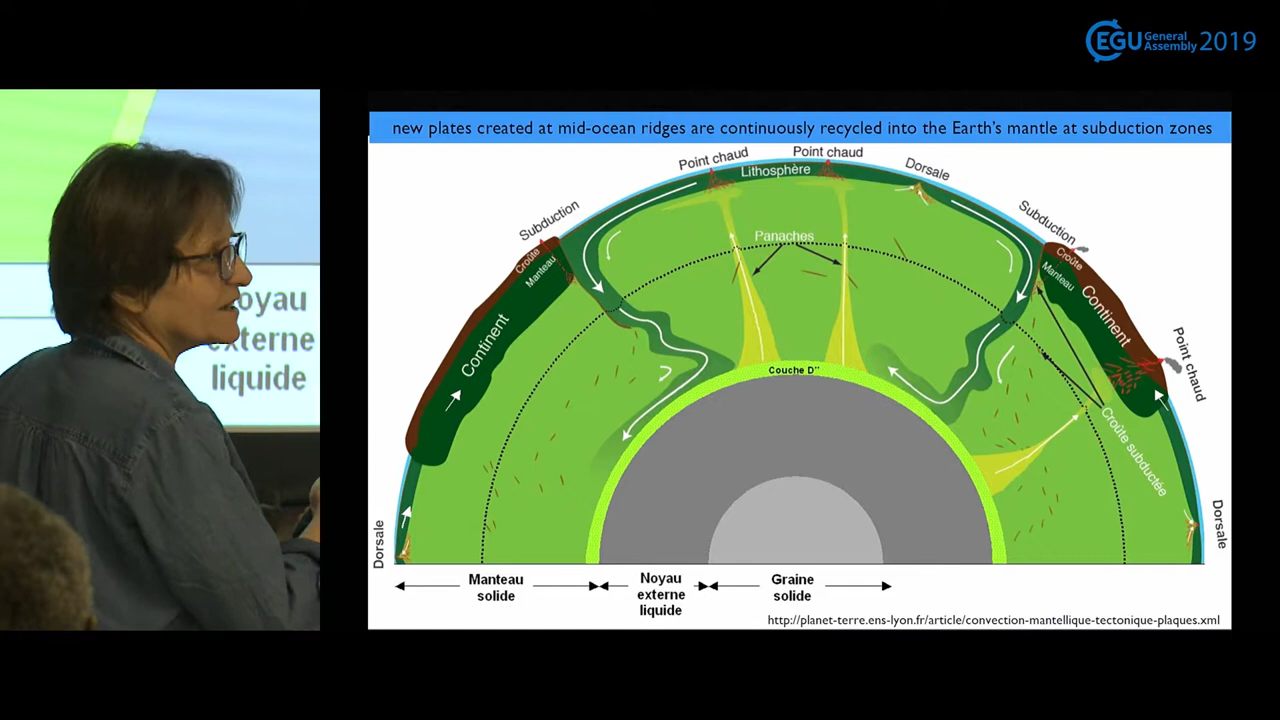 EGU General Assembly 2019
new plates created at mid-ocean ridges are continuously recycled into the Earth's mantle at subduction zones
Point chaud
Point chaud
Lithosphère
Dorsale
Subduction
Subduction
Croûte
Manteau
Croûte
Manteau
Panaches
Continent
Continent
Point chaud
Couche D"
Croûte subductée
Dorsale
Dorsale
Manteau
solide
Noyau
externe
liquide
Graine
solide
http://planet-terre.ens-lyon.fr/article/convection-mantellique-tectonique-plaques.xml
liquide